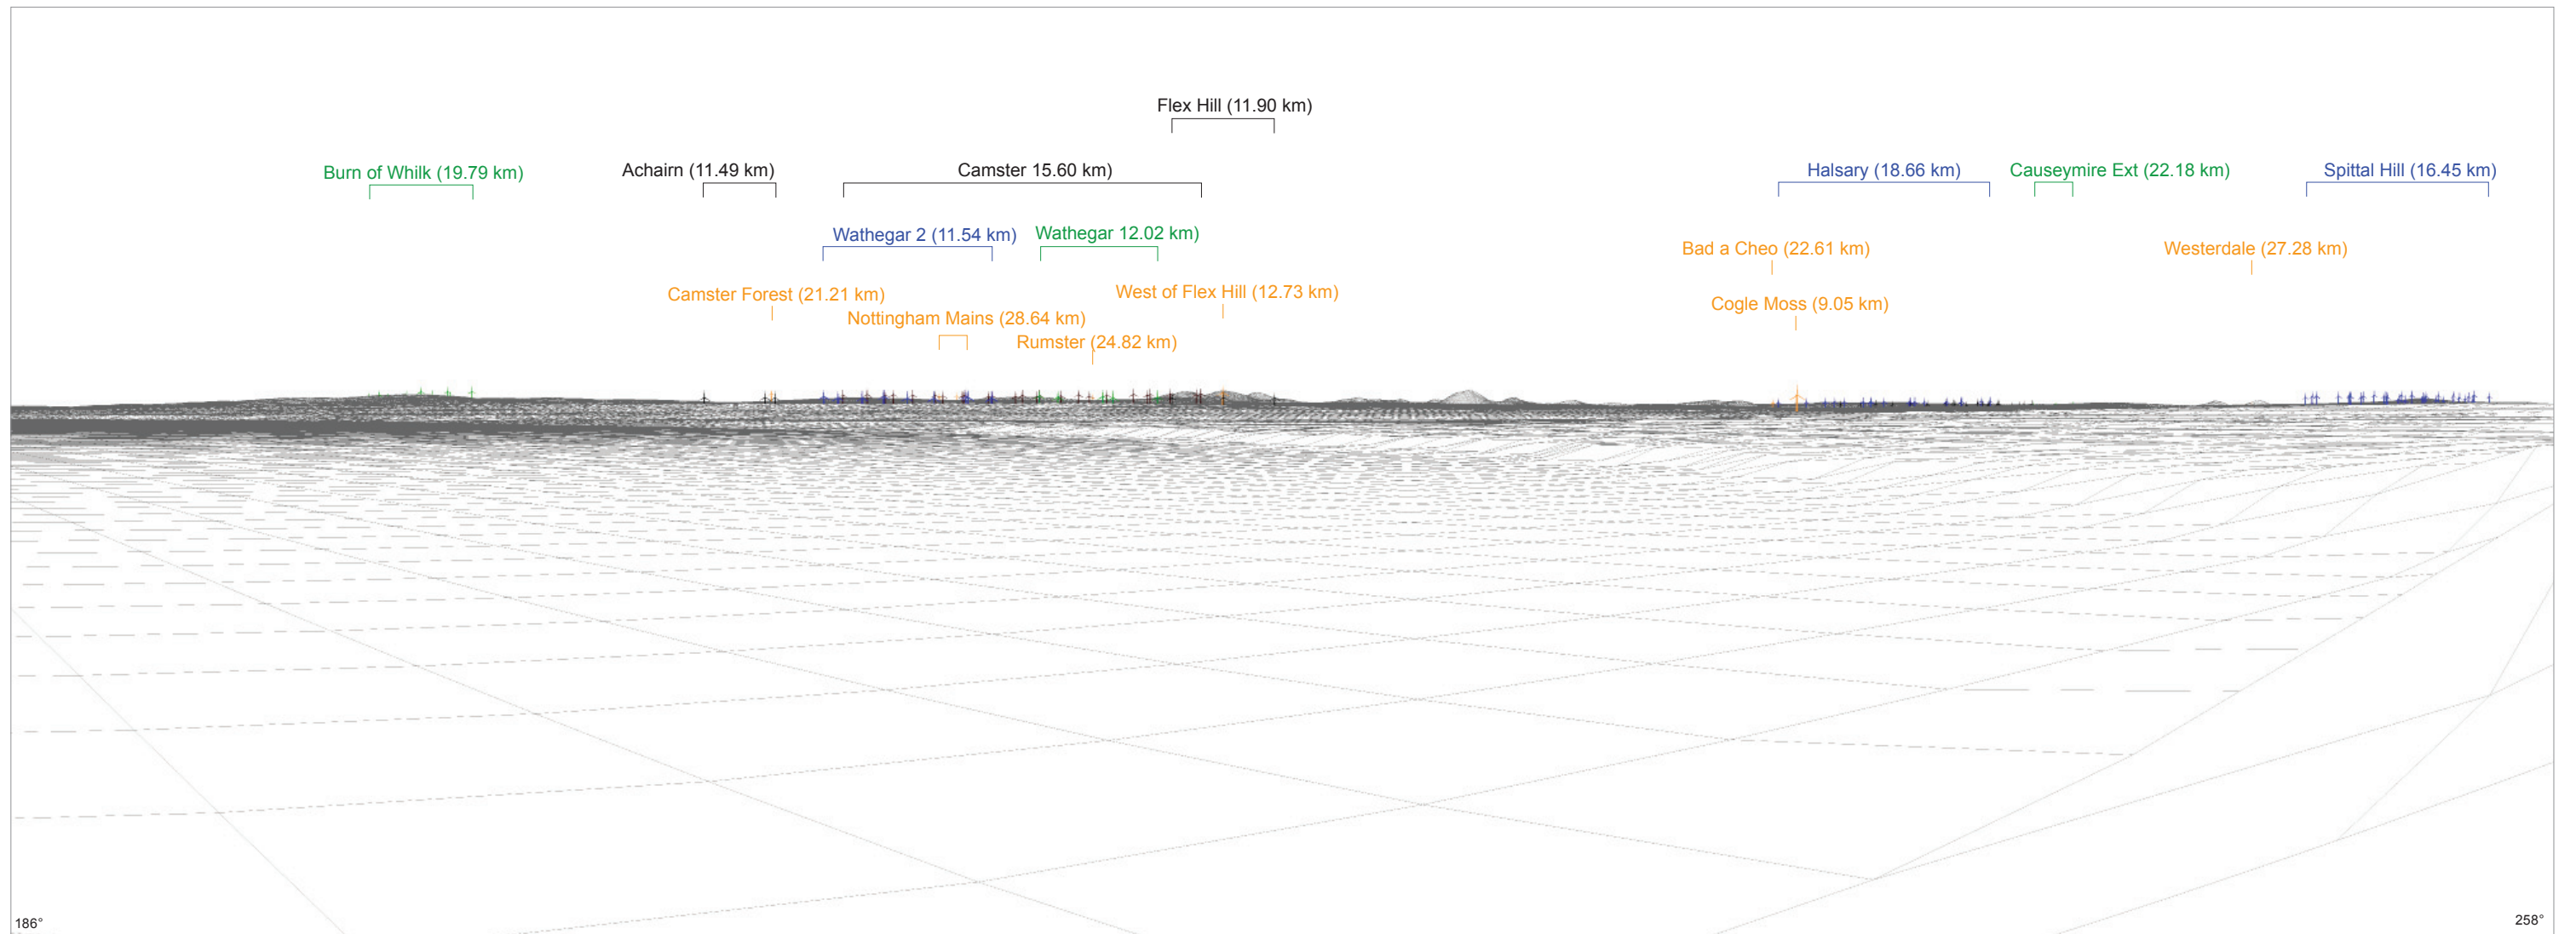 Flex Hill (11.90 km)
Burn of Whilk (19.79 km)
Achairn (11.49 km)
Camster 15.60 km)
Halsary (18.66 km)
Causeymire Ext (22.18 km)
Spittal Hill (16.45 km)
Wathegar 2 (11.54 km)
Wathegar 12.02 km)
Bad a Cheo (22.61 km)
Westerdale (27.28 km)
Camster Forest (21.21 km)
West of Flex Hill (12.73 km)
Cogle Moss (9.05 km)
Nottingham Mains (28.64 km)
Rumster (24.82 km)
186°
258°